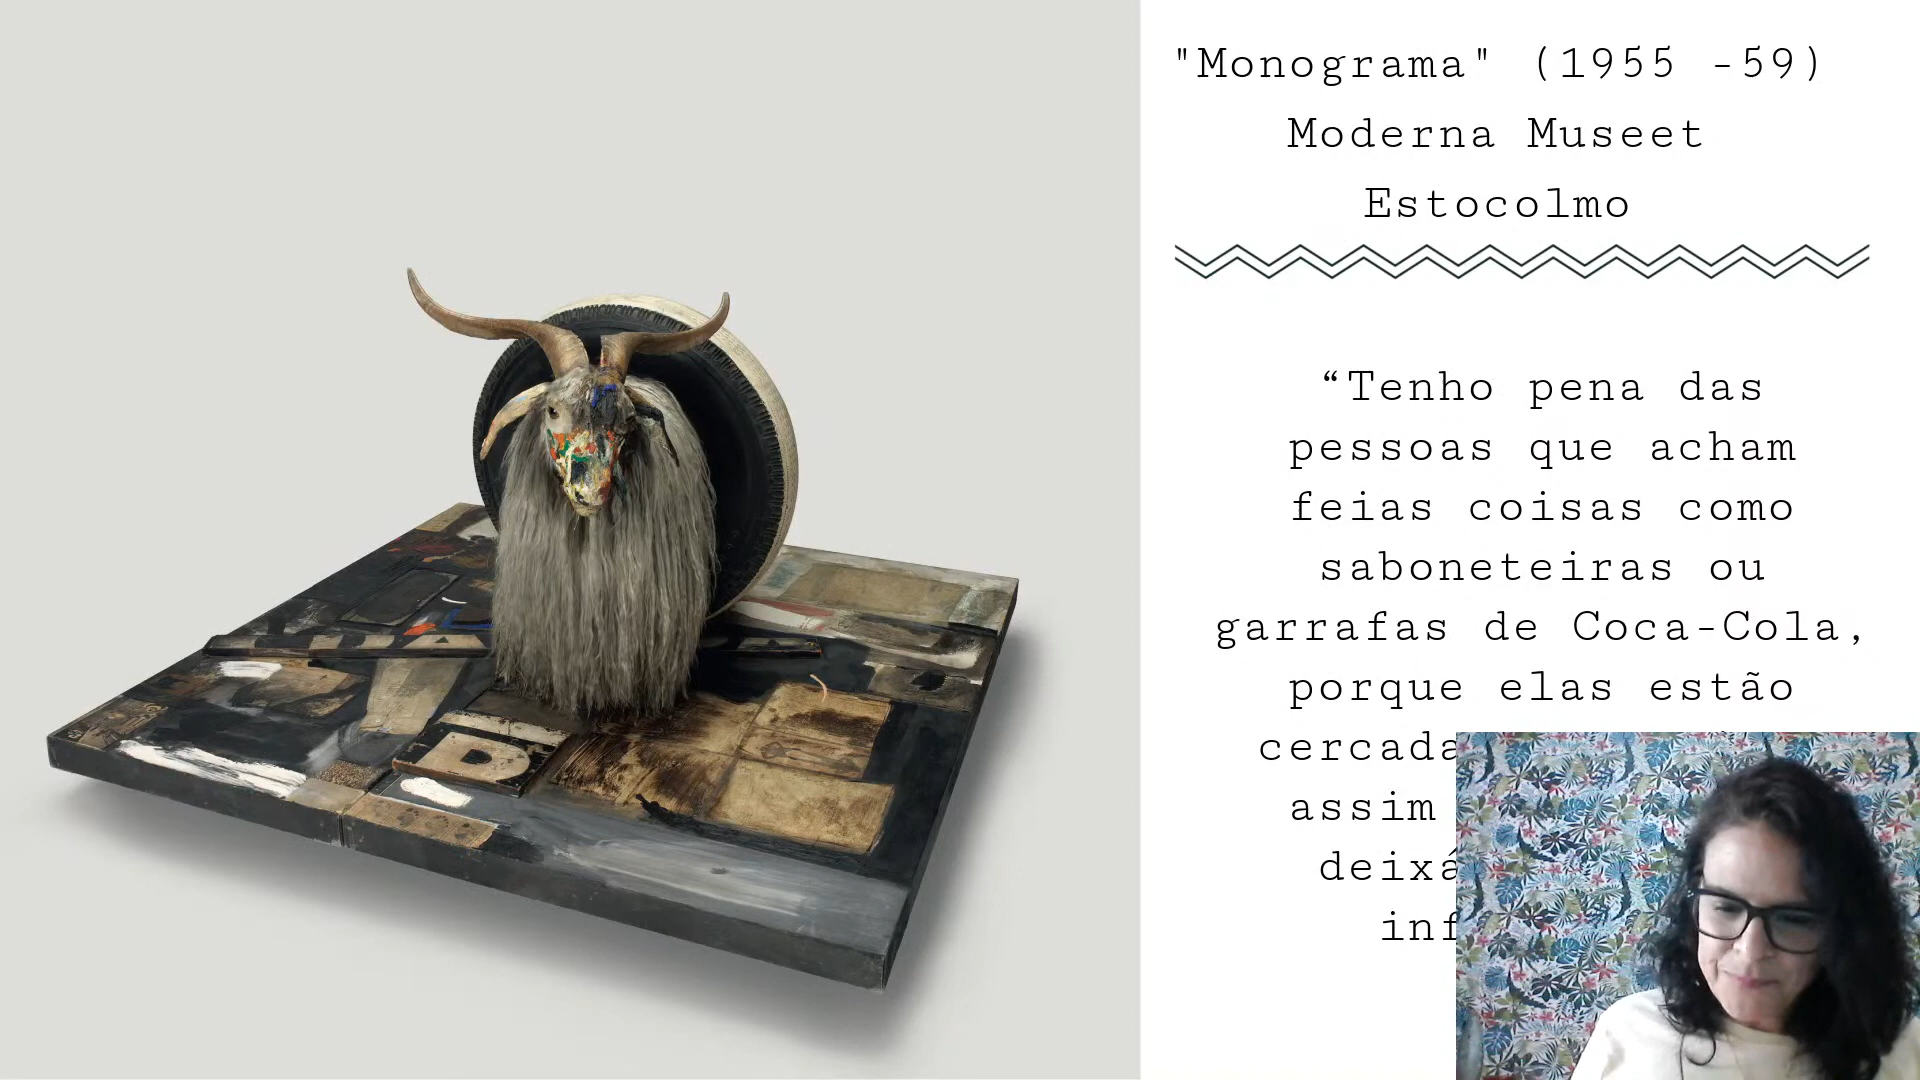 "Monograma" (1955 -59)
Moderna Museet
Estocolmo
“Tenho pena das
pessoas que acham
feias coisas como
saboneteiras ou
garrafas de Coca-Cola,
porque elas estão
assim
D